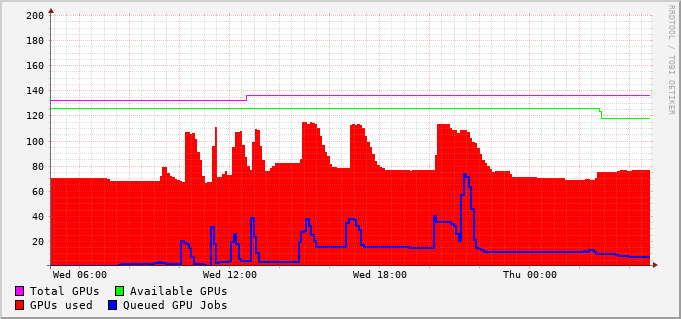 200
180
160
140
120
100
80
60
40
20
Wed 06:00 Wed 12:00 Wed 18:00 Thu 00:00
Total GPUs Available GPUs
GPUs used Queued GPU Jobs
RRDTOOL / TOBI OETIKER